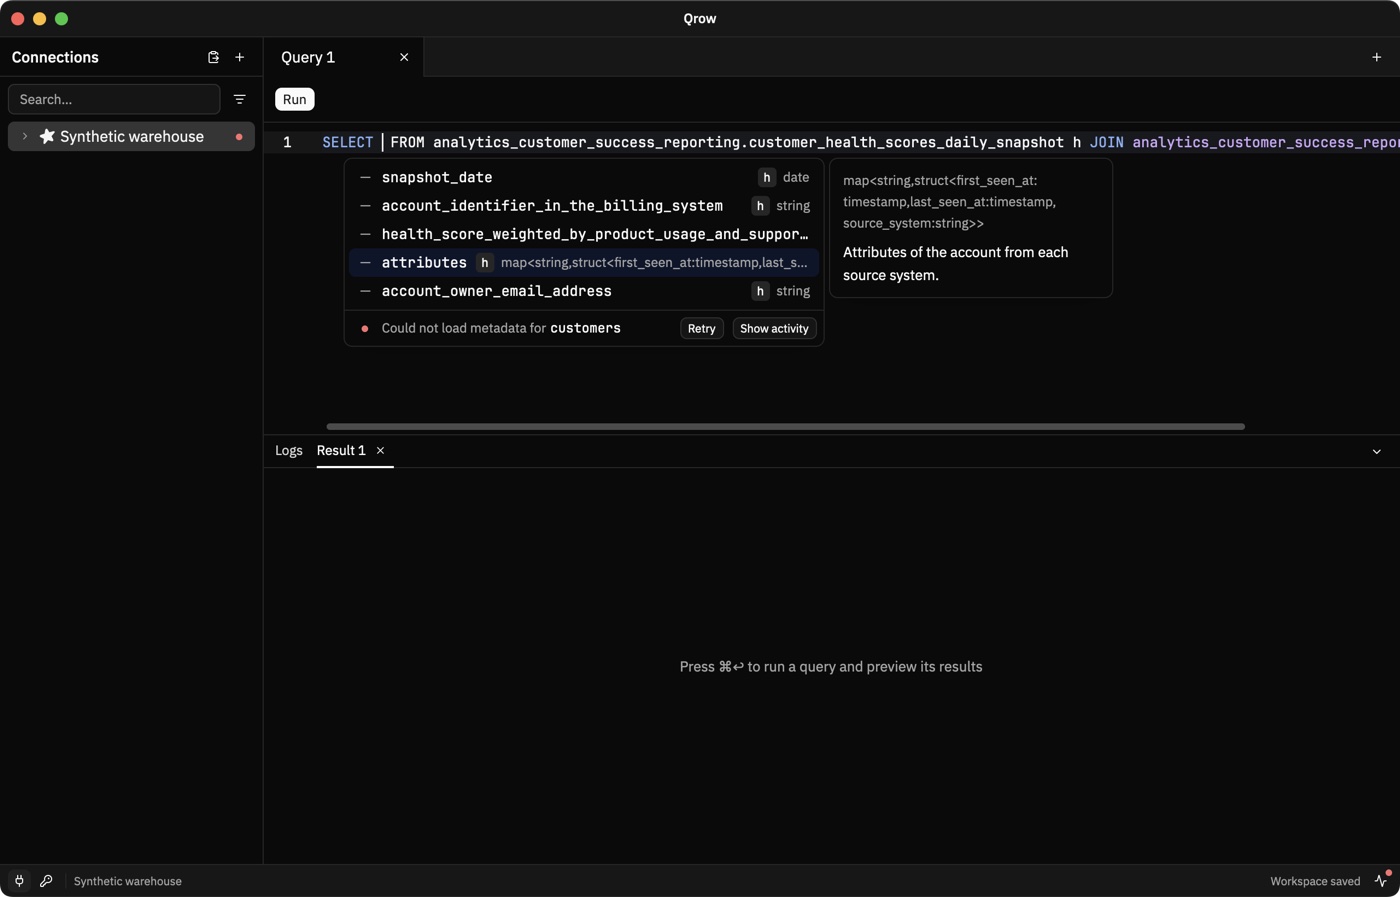 Qrow
Connections
Query 1
Search...
Run
Synthetic warehouse
1 SELECT FROM analytics_customer_success_reporting.customer_health_scores_daily_snapshot h JOIN analytics_customer_success_repor
snapshot_date h date
account_identifier_in_the_billing_system h string
health_score_weighted_by_product_usage_and_suppor…
attributes h map<string,struct<first_seen_at:timestamp,last_s…
account_owner_email_address h string
Could not load metadata for customers Retry Show activity
map<string,struct<first_seen_at:
timestamp,last_seen_at:timestamp,
source_system:string>>
Attributes of the account from each
source system.
Logs Result 1
Press ⌘↩ to run a query and preview its results
Synthetic warehouse
Workspace saved